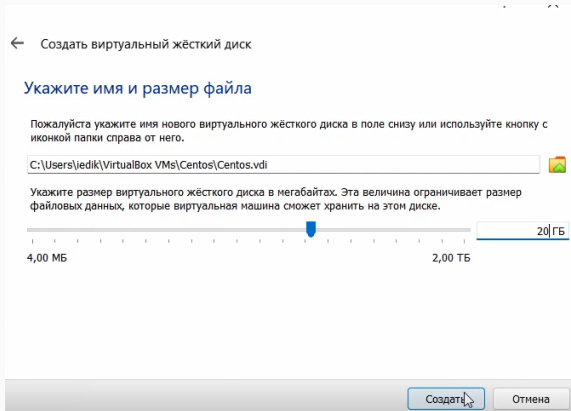 Создать виртуальный жёсткий диск
Укажите имя и размер файла
Пожалуйста укажите имя нового виртуального жёсткого диска в поле снизу или используйте кнопку с
иконкой папки справа от него.
C:\Users\iedik\VirtualBox VMs\Centos\Centos.vdi
Укажите размер виртуального жёсткого диска в мегабайтах. Эта величина ограничивает размер
файловых данных, которые виртуальная машина сможет хранить на этом диске.
20 ГБ
4,00 МБ 2,00 ТБ
Создать Отмена